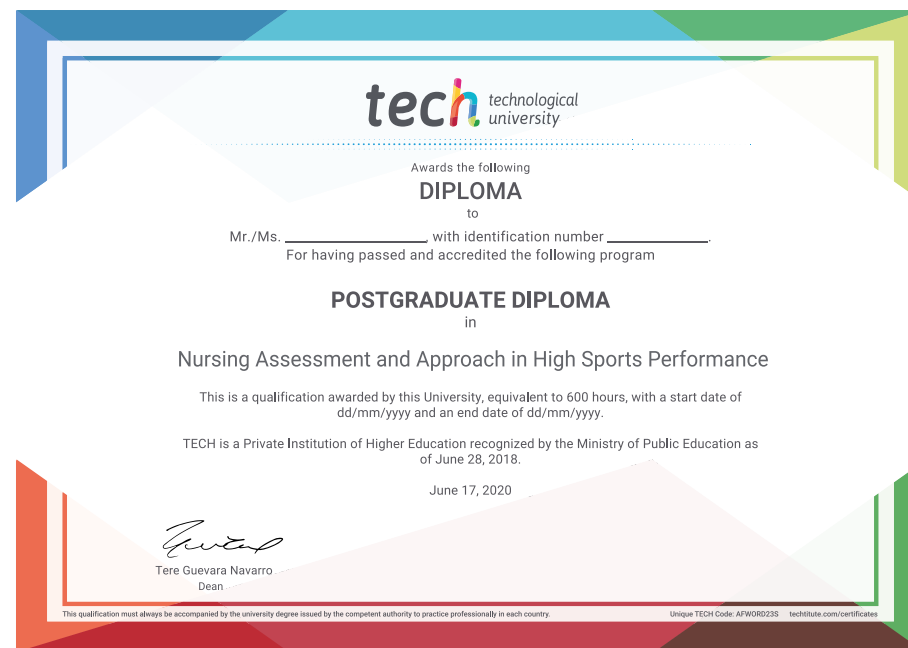 tech technological
university
Awards the following
DIPLOMA
to
Mr./Ms. ____________, with identification number ____________.
For having passed and accredited the following program
POSTGRADUATE DIPLOMA
in
Nursing Assessment and Approach in High Sports Performance
This is a qualification awarded by this University, equivalent to 600 hours, with a start date of
dd/mm/yyyy and an end date of dd/mm/yyyy.
TECH is a Private Institution of Higher Education recognized by the Ministry of Public Education as
of June 28, 2018.
June 17, 2020
Tere Guevara Navarro
Dean
This qualification must always be accompanied by the university degree issued by the competent authority to practice professionally in each country.
Unique TECH Code: AFWORD23S techtitute.com/certificates